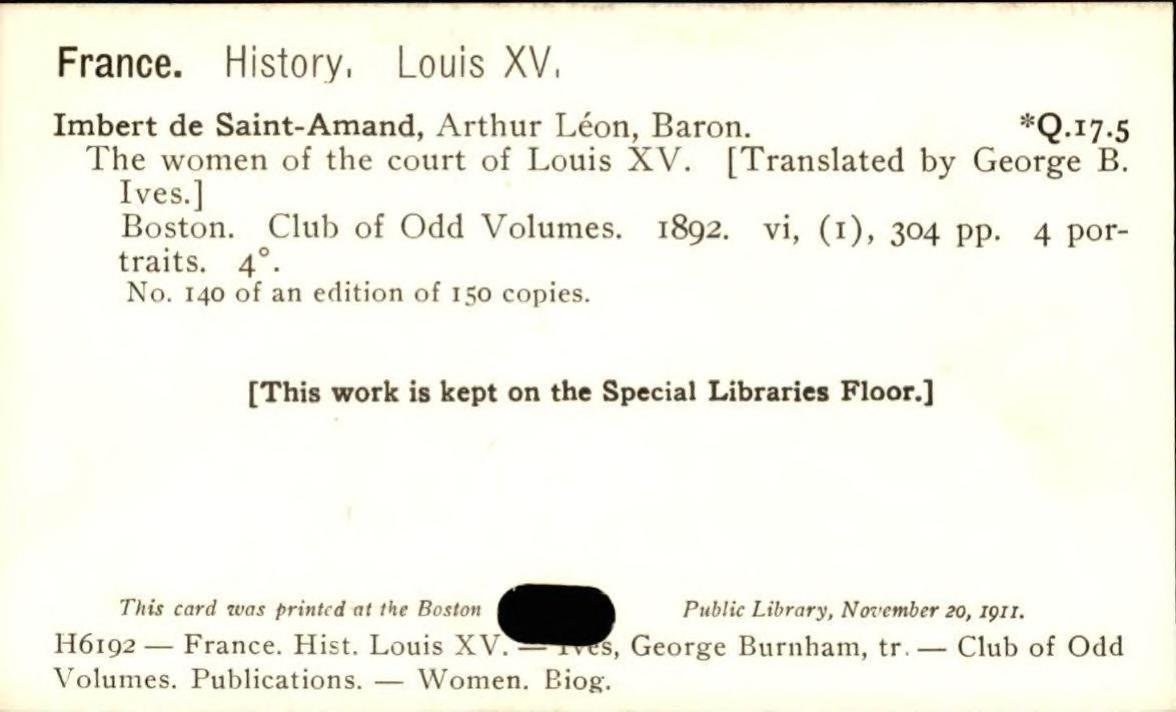 France. History. Louis XV.
Imbert de Saint-Amand, Arthur Léon, Baron. *Q.17.5
The women of the court of Louis XV. [Translated by George B.
Ives.]
Boston. Club of Odd Volumes. 1892. vi, (1), 304 pp. 4 por-
traits. 4°.
No. 140 of an edition of 150 copies.
[This work is kept on the Special Libraries Floor.]
This card was printed at the Boston Public Library, November 20, 1911.
H6192 — France. Hist. Louis XV. — Ives, George Burnham, tr. — Club of Odd
Volumes. Publications. — Women. Biog.